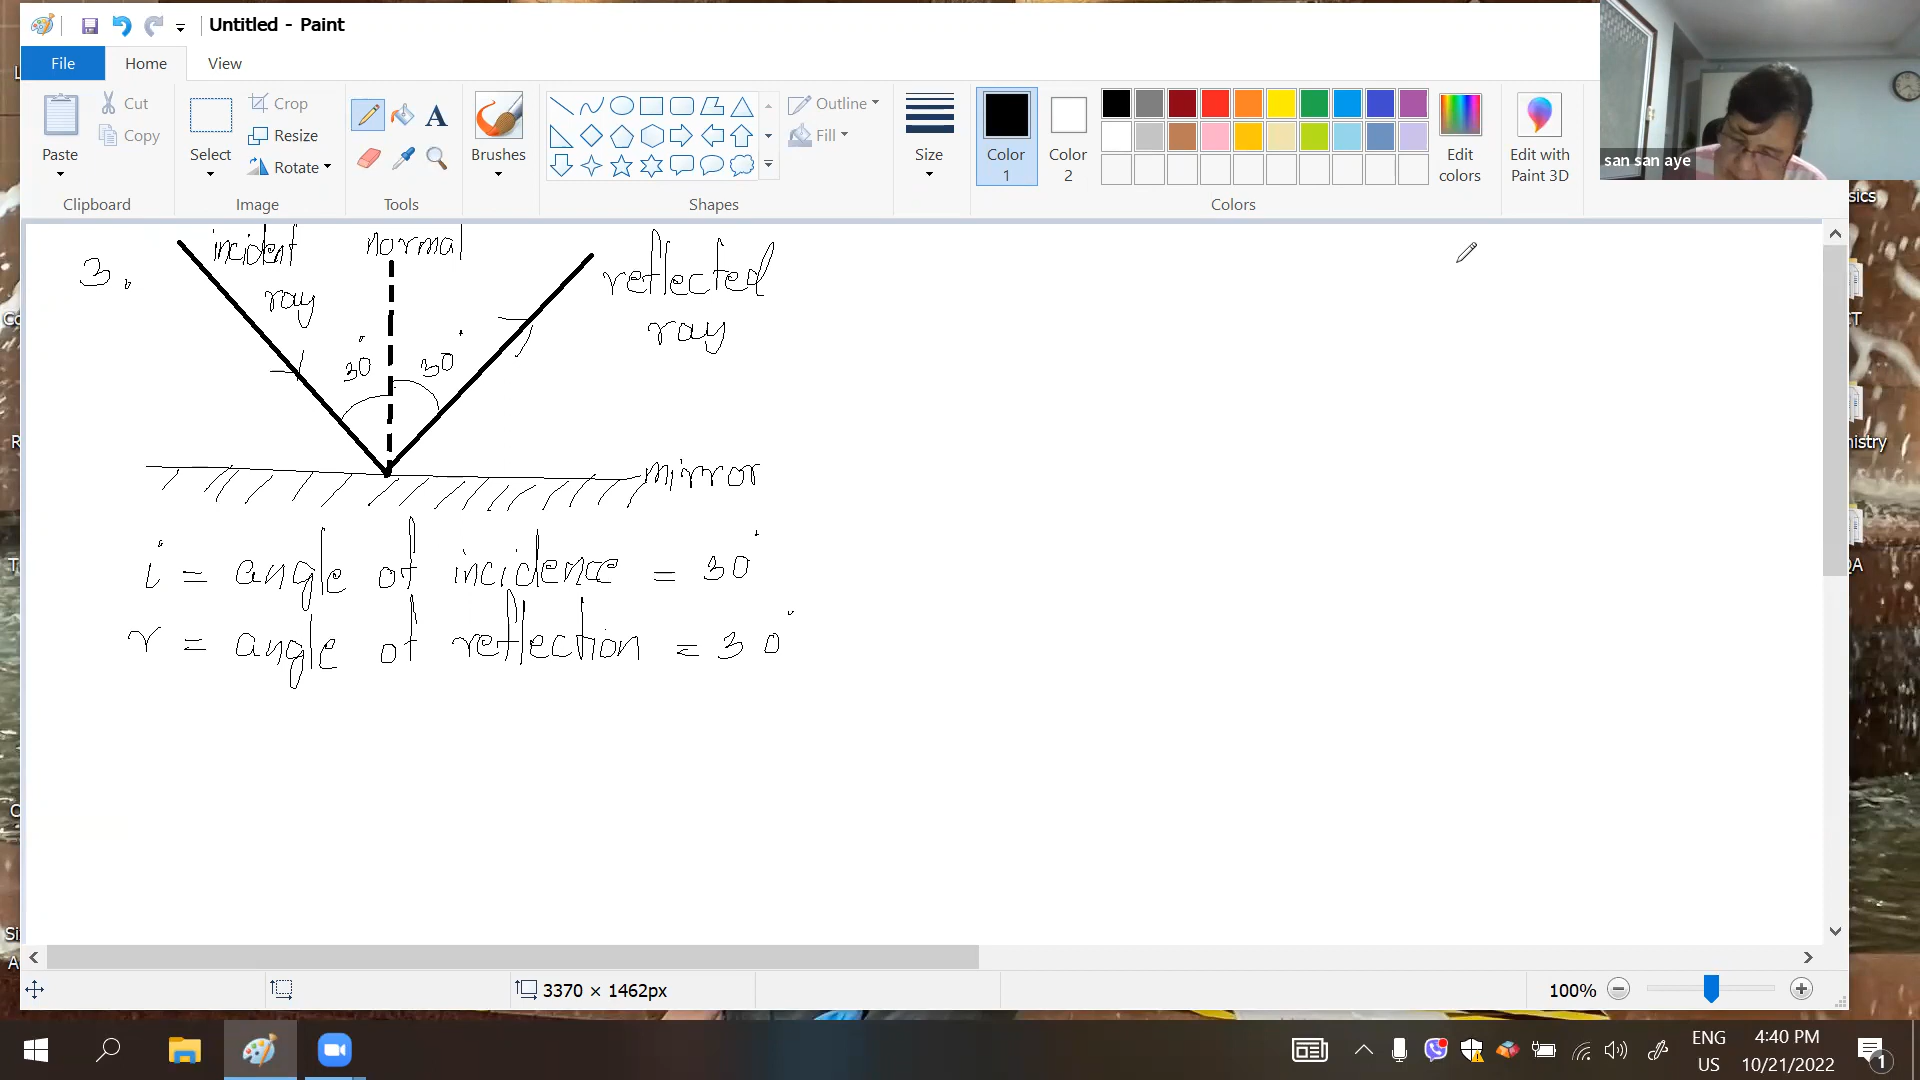 Untitled - Paint
File
Home
View
Paste
Cut
Copy
Clipboard
Select
Crop
Resize
Rotate
Image
Tools
Brushes
Shapes
Outline
Fill
Size
Color 1
Color 2
Colors
Edit colors
Edit with Paint 3D
san san aye
3.
incident ray
normal
reflected ray
30°
30°
mirror
i = angle of incidence = 30°
r = angle of reflection = 30°
3370 × 1462px
100%
ENG
US
4:40 PM
10/21/2022
1